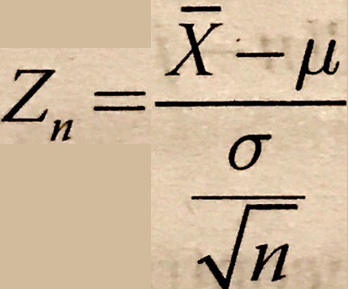 Z_n = (X̄ − μ) / (σ / √n)